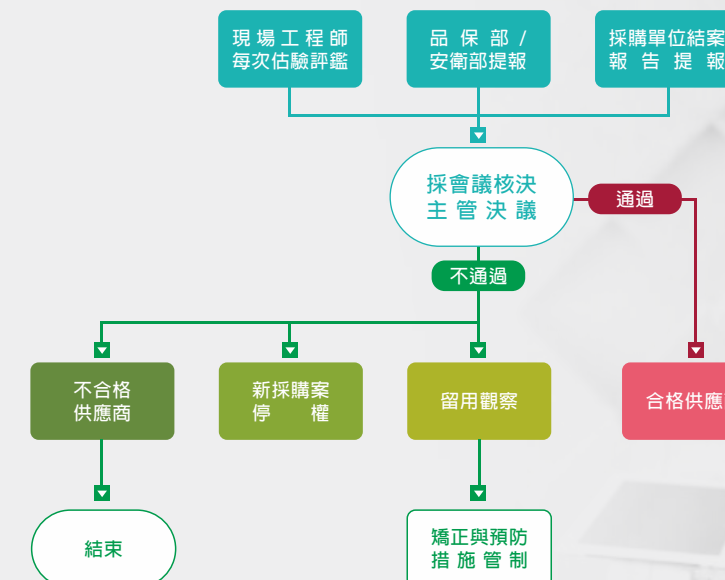 現場工程師
每次估驗評鑑
品保部/
安衛部提報
採購單位結案
報告提報
採會議核決
主管決議
通過
不通過
不合格
供應商
新採購案
停權
留用觀察
合格供應
結束
矯正與預防
措施管制